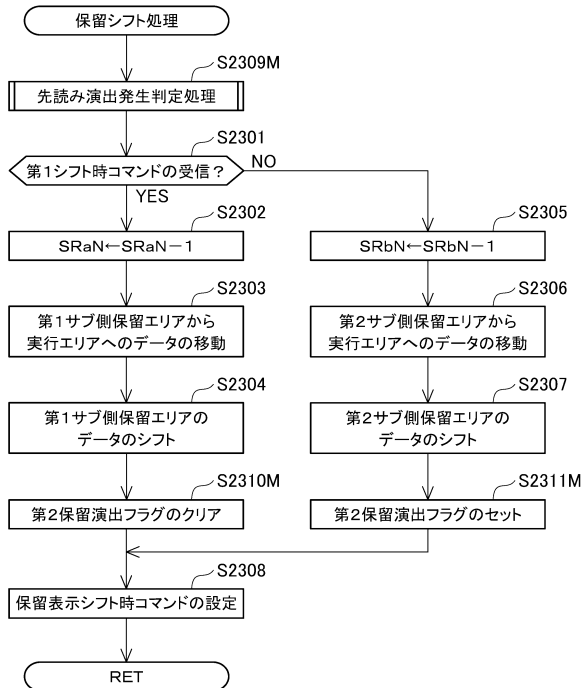 保留シフト処理
S2309M
先読み演出発生判定処理
S2301
第1シフト時コマンドの受信?
NO
YES
S2302
SRaN←SRaN-1
S2303
第1サブ側保留エリアから
実行エリアへのデータの移動
S2304
第1サブ側保留エリアの
データのシフト
S2310M
第2保留演出フラグのクリア
S2305
SRbN←SRbN-1
S2306
第2サブ側保留エリアから
実行エリアへのデータの移動
S2307
第2サブ側保留エリアの
データのシフト
S2311M
第2保留演出フラグのセット
S2308
保留表示シフト時コマンドの設定
RET